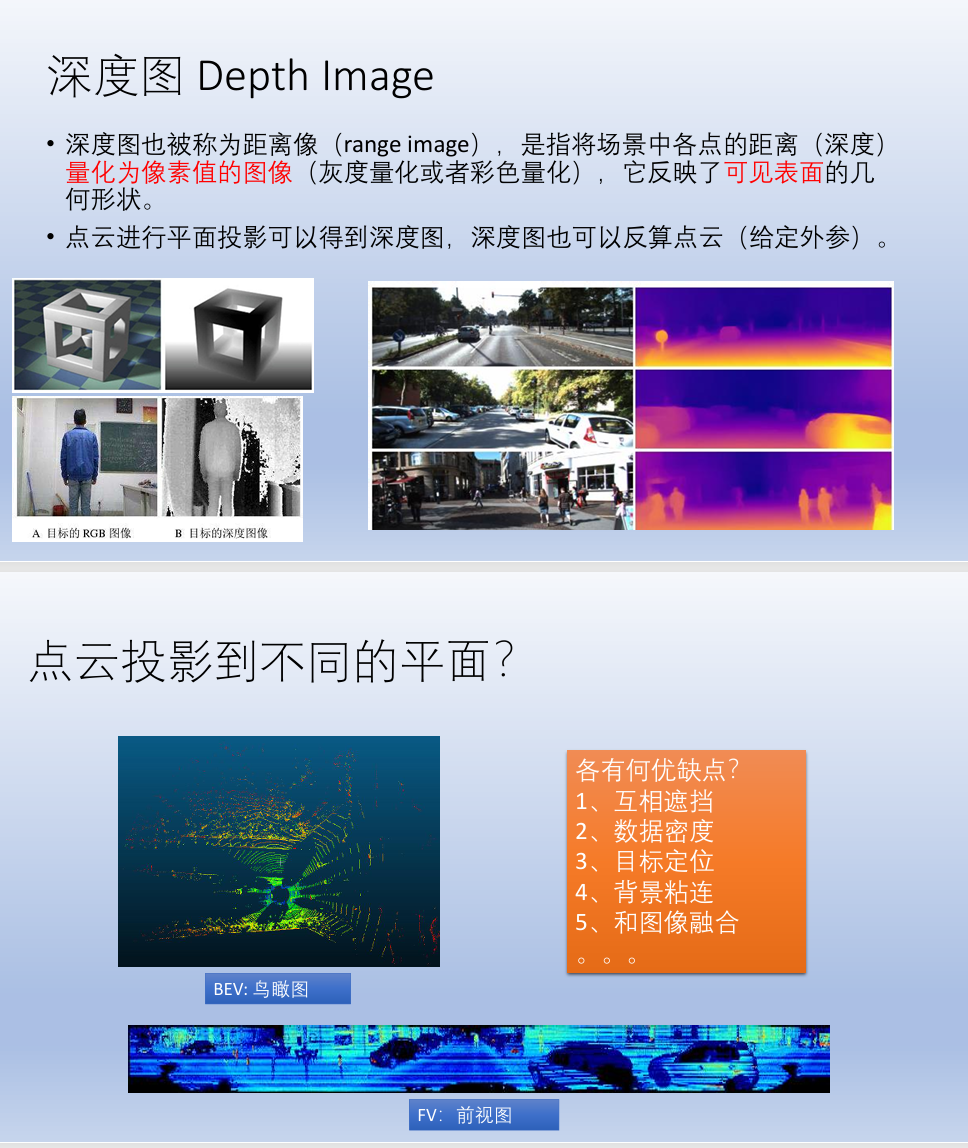 深度图 Depth Image
• 深度图也被称为距离像（range image），是指将场景中各点的距离（深度）
量化为像素值的图像（灰度量化或者彩色量化），它反映了可见表面的几
何形状。
• 点云进行平面投影可以得到深度图，深度图也可以反算点云（给定外参）。
A 目标的 RGB 图像
B 目标的深度图像
点云投影到不同的平面？
各有何优缺点？
1、互相遮挡
2、数据密度
3、目标定位
4、背景粘连
5、和图像融合
。。。
BEV: 鸟瞰图
FV：前视图